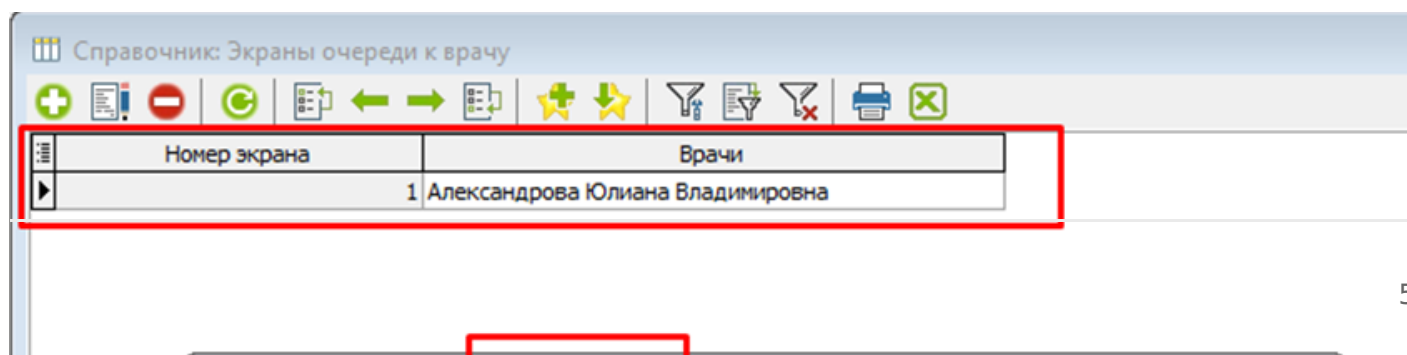 Справочник: Экраны очереди к врачу
Номер экрана Врачи
1 Александрова Юлиана Владимировна
5